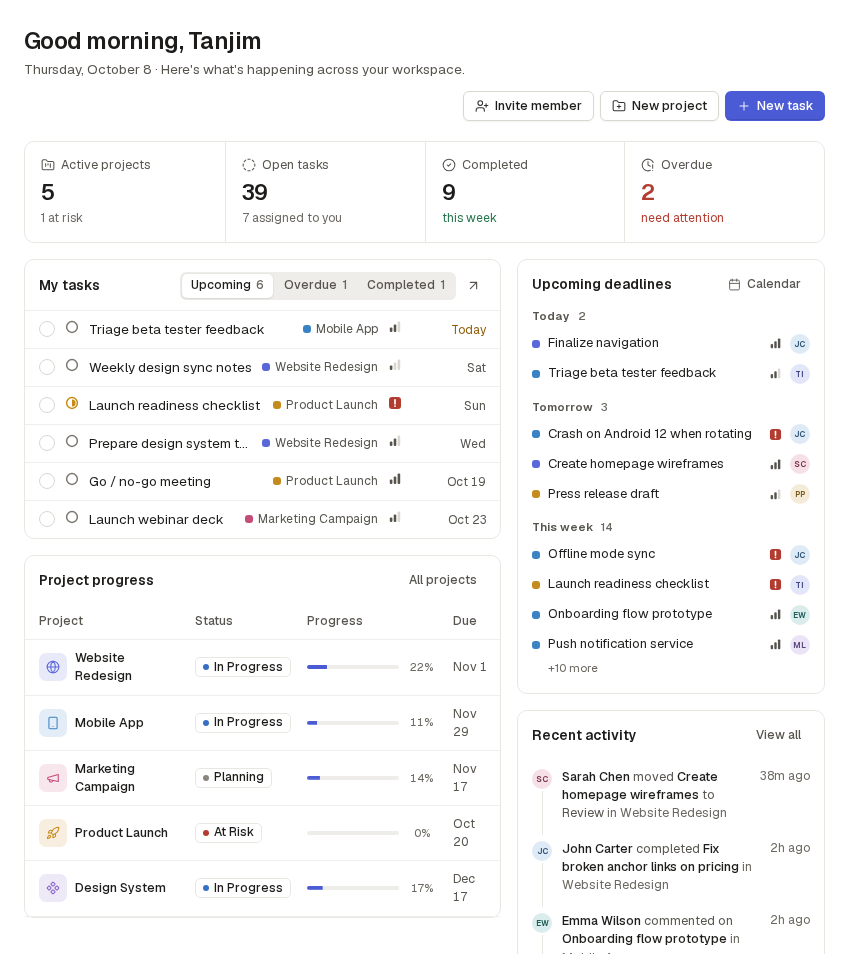 Good morning, Tanjim
Thursday, October 8 · Here's what's happening across your workspace.
Invite member
New project
New task
Active projects
5
1 at risk
Open tasks
39
7 assigned to you
Completed
9
this week
Overdue
2
need attention
My tasks
Upcoming 6
Overdue 1
Completed 1
Triage beta tester feedback Mobile App Today
Weekly design sync notes Website Redesign Sat
Launch readiness checklist Product Launch Sun
Prepare design system t... Website Redesign Wed
Go / no-go meeting Product Launch Oct 19
Launch webinar deck Marketing Campaign Oct 23
Project progress All projects
Project Status Progress Due
Website
Redesign
In Progress 22% Nov 1
Mobile App In Progress 11% Nov
29
Marketing
Campaign
Planning 14% Nov
17
Product Launch At Risk 0% Oct
20
Design System In Progress 17% Dec
17
Upcoming deadlines Calendar
Today 2
Finalize navigation JC
Triage beta tester feedback TI
Tomorrow 3
Crash on Android 12 when rotating JC
Create homepage wireframes SC
Press release draft PP
This week 14
Offline mode sync JC
Launch readiness checklist TI
Onboarding flow prototype EW
Push notification service ML
+10 more
Recent activity View all
SC Sarah Chen moved Create 38m ago
homepage wireframes to
Review in Website Redesign
JC John Carter completed Fix 2h ago
broken anchor links on pricing in
Website Redesign
EW Emma Wilson commented on 2h ago
Onboarding flow prototype in